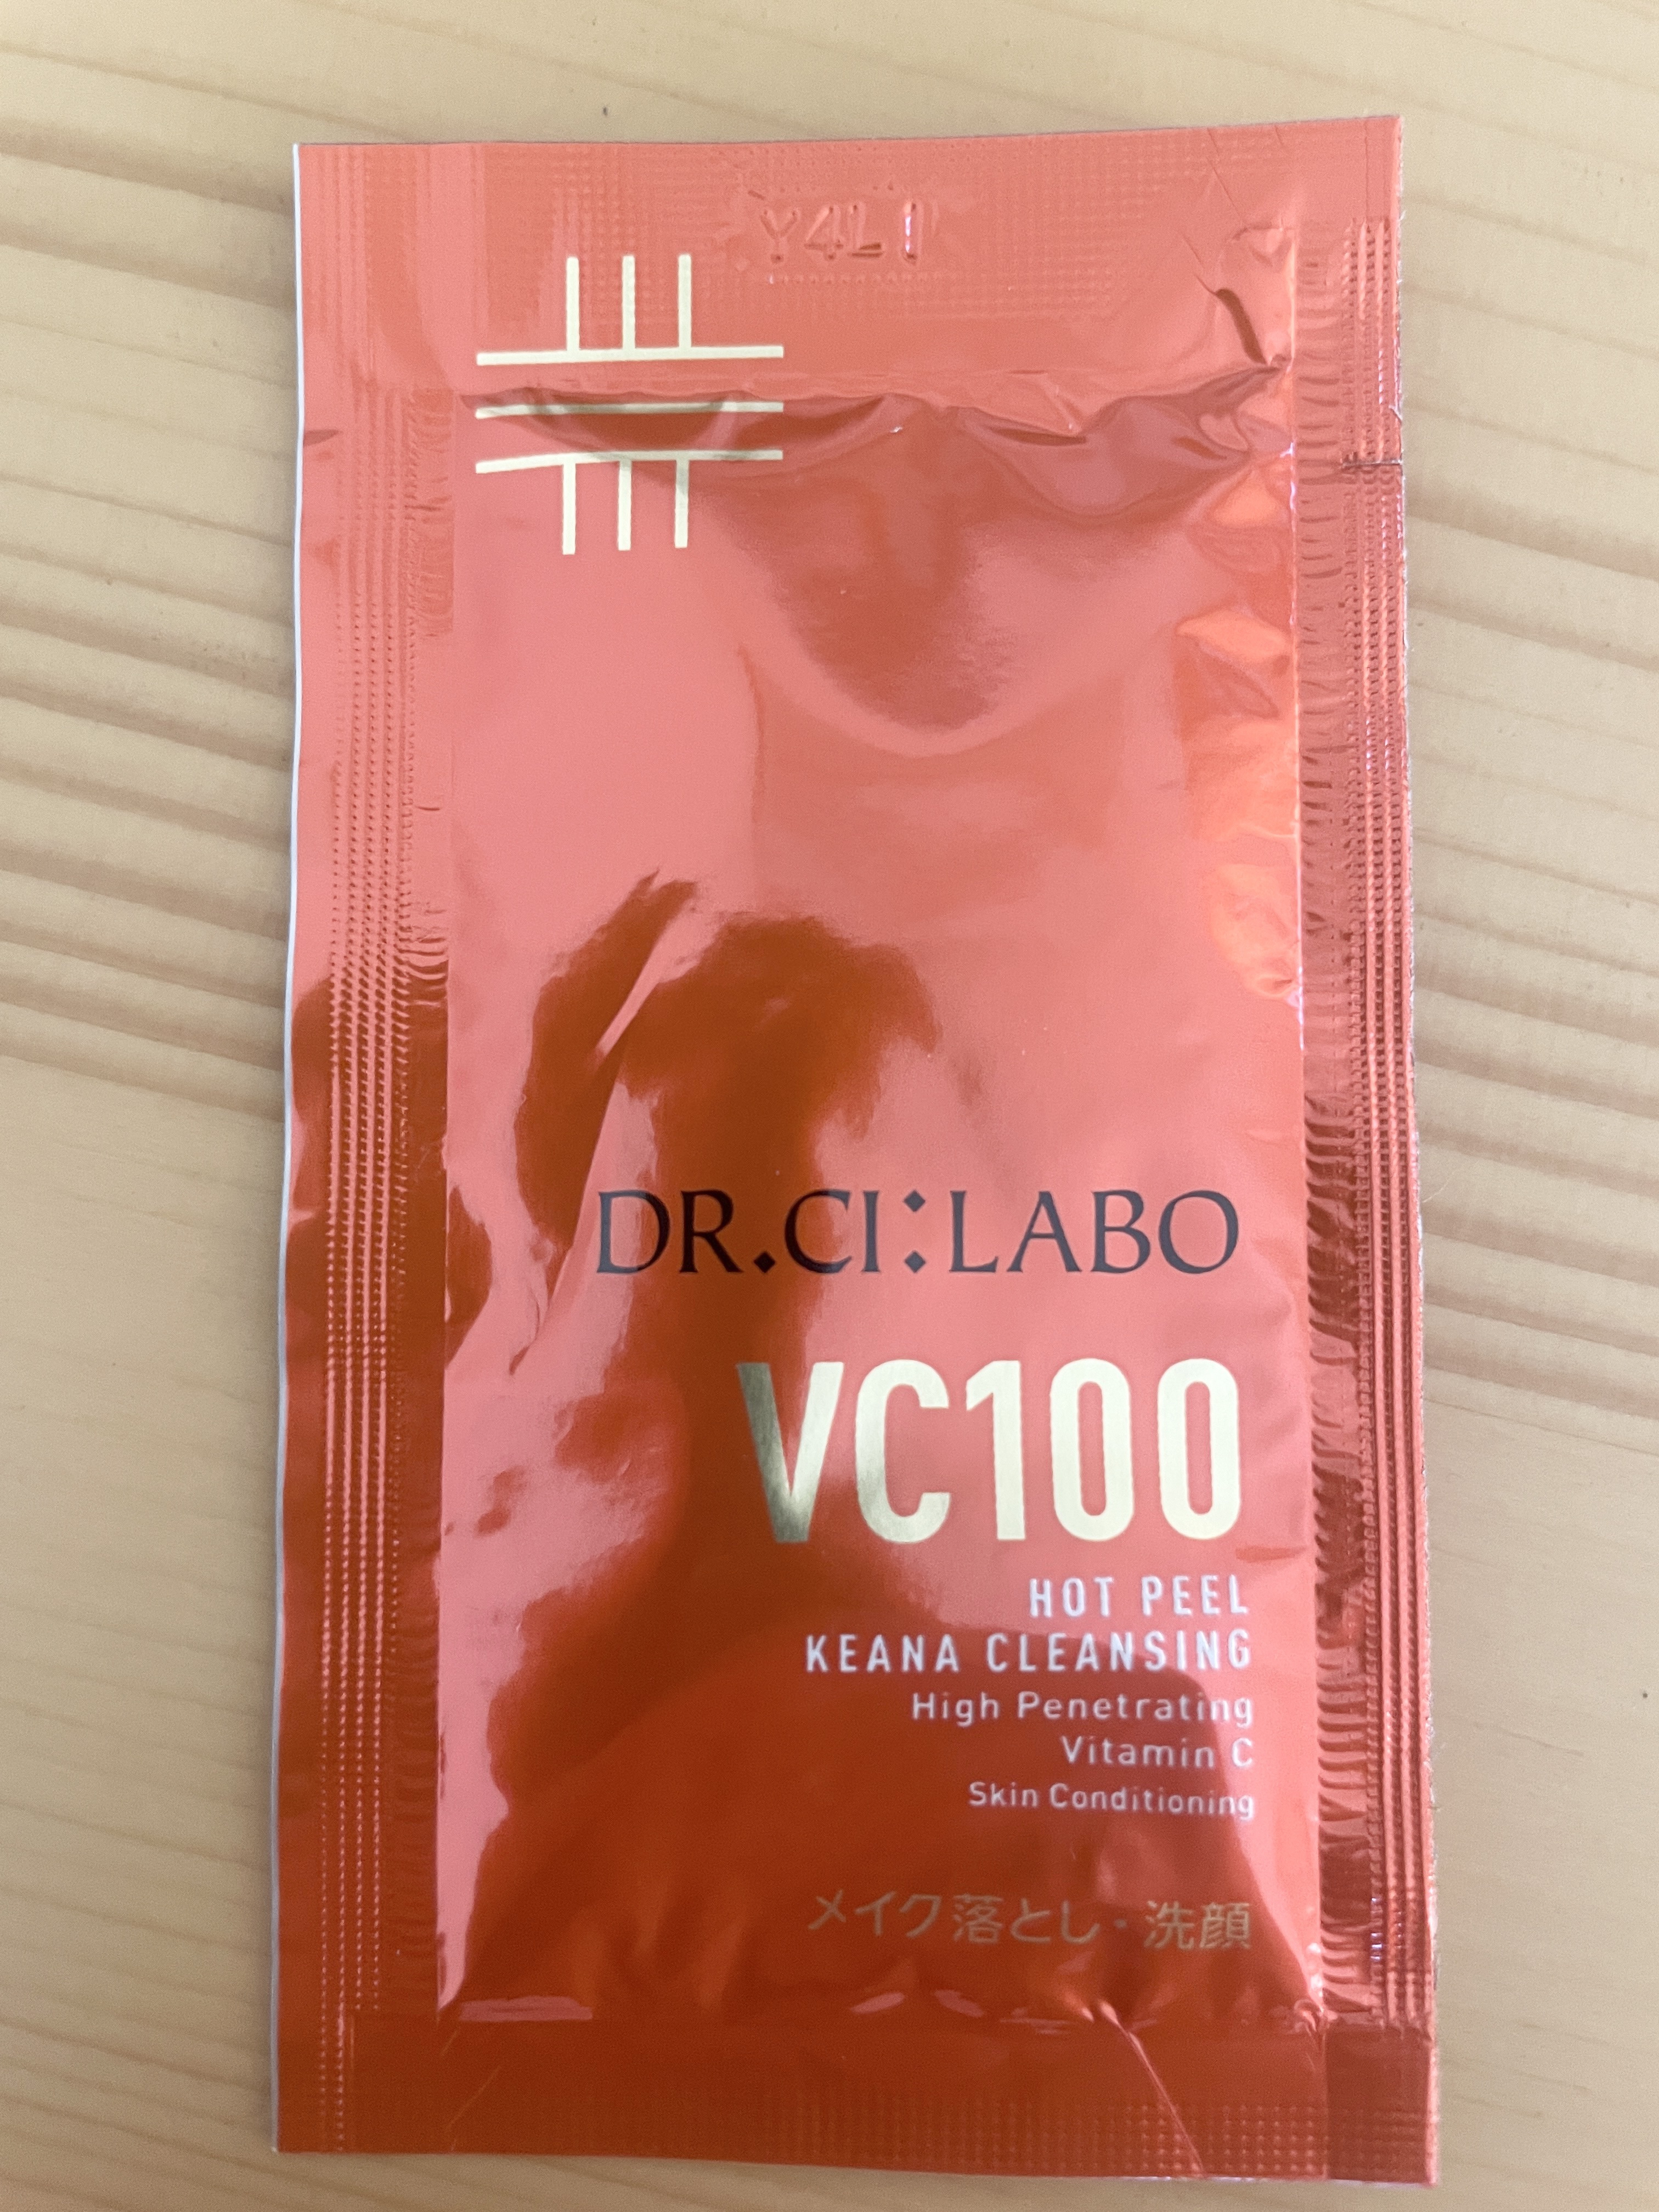 Y4L1
DR.CI:LABO
VC100
HOT PEEL
KEANA CLEANSING
High Penetrating
Vitamin C
Skin Conditioning
メイク落とし・洗顔